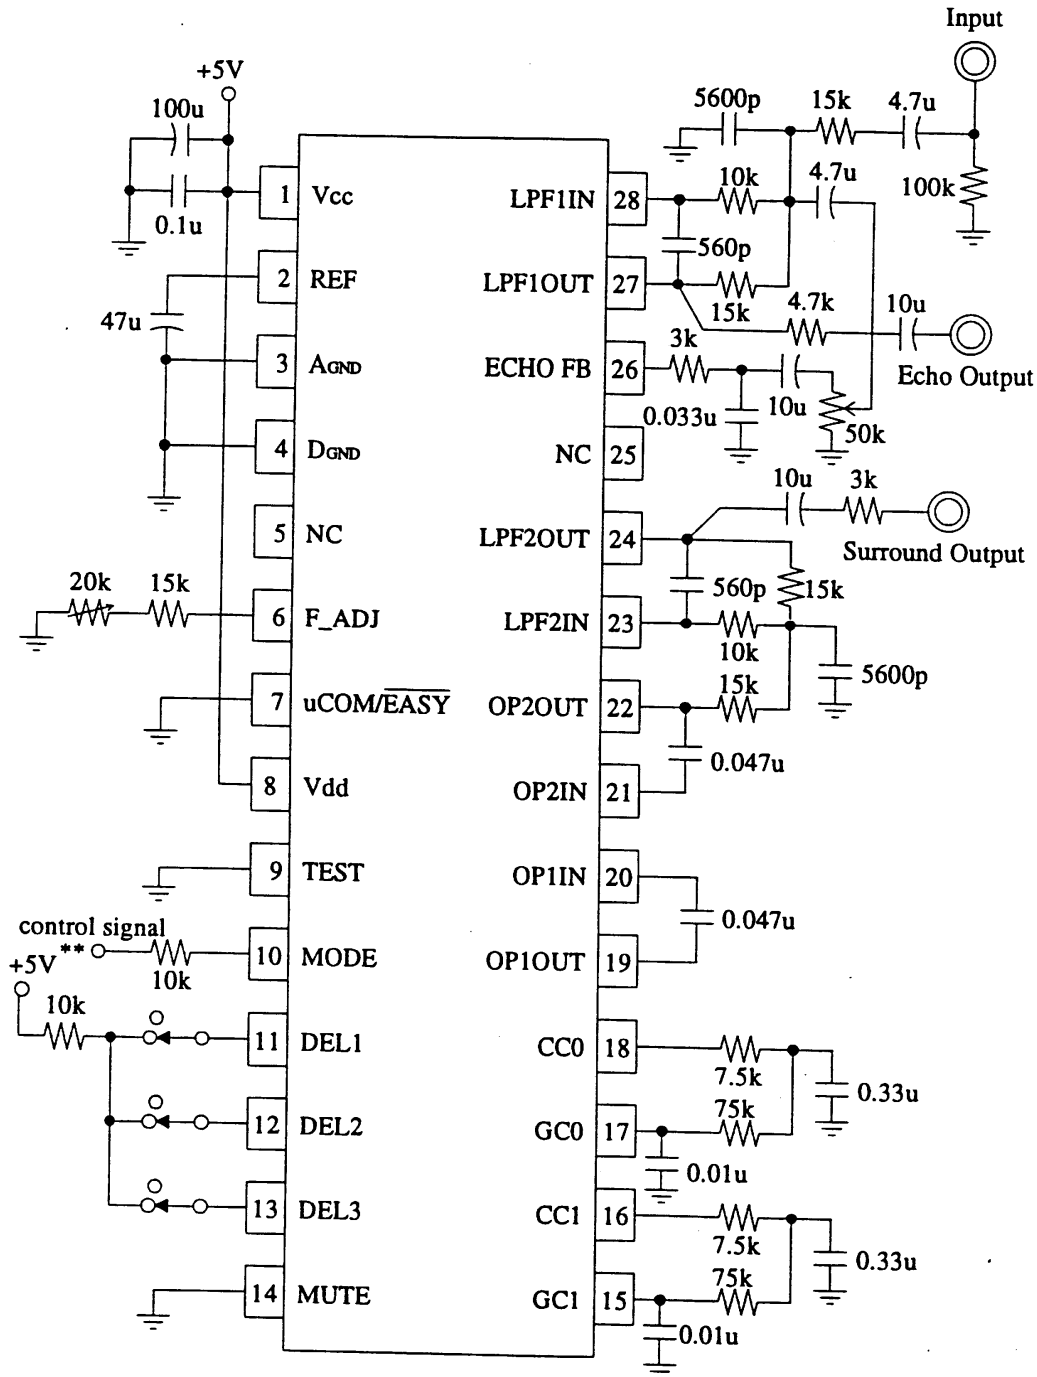 Input
+5V
100u
0.1u
5600p
15k
4.7u
100k
1
Vcc
LPF1IN
28
10k
4.7u
560p
2
REF
LPF1OUT
27
15k
47u
4.7k
10u
Echo Output
3
AGND
ECHO FB
26
3k
0.033u
10u
50k
4
DGND
NC
25
10u
3k
Surround Output
5
NC
LPF2OUT
24
560p
15k
20k
15k
6
F_ADJ
LPF2IN
23
10k
5600p
7
uCOM/EASY
OP2OUT
22
15k
0.047u
8
Vdd
OP2IN
21
9
TEST
OP1IN
20
0.047u
control signal
**
10k
10
MODE
OP1OUT
19
+5V
10k
11
DEL1
CC0
18
7.5k
0.33u
12
DEL2
GC0
17
75k
0.01u
13
DEL3
CC1
16
7.5k
0.33u
14
MUTE
GC1
15
75k
0.01u